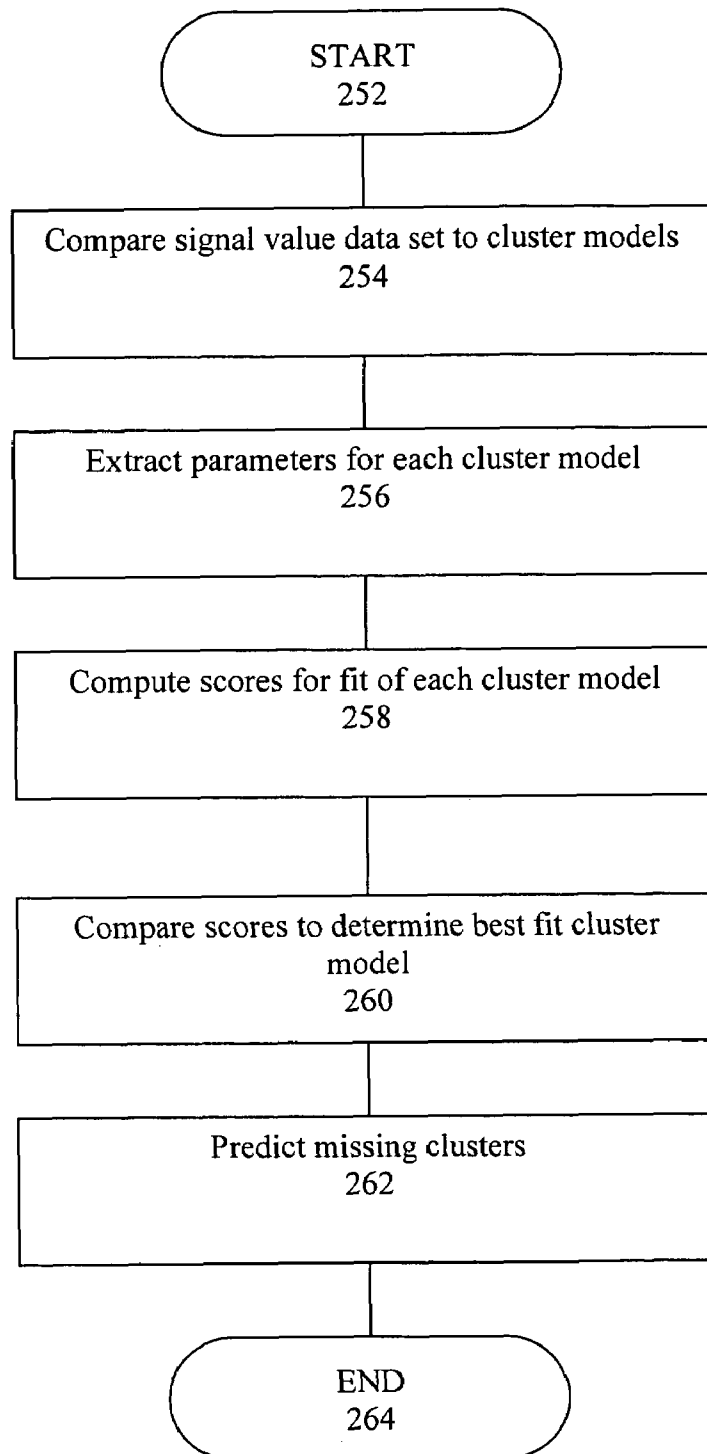 START
252
Compare signal value data set to cluster models
254
Extract parameters for each cluster model
256
Compute scores for fit of each cluster model
258
Compare scores to determine best fit cluster
model
260
Predict missing clusters
262
END
264